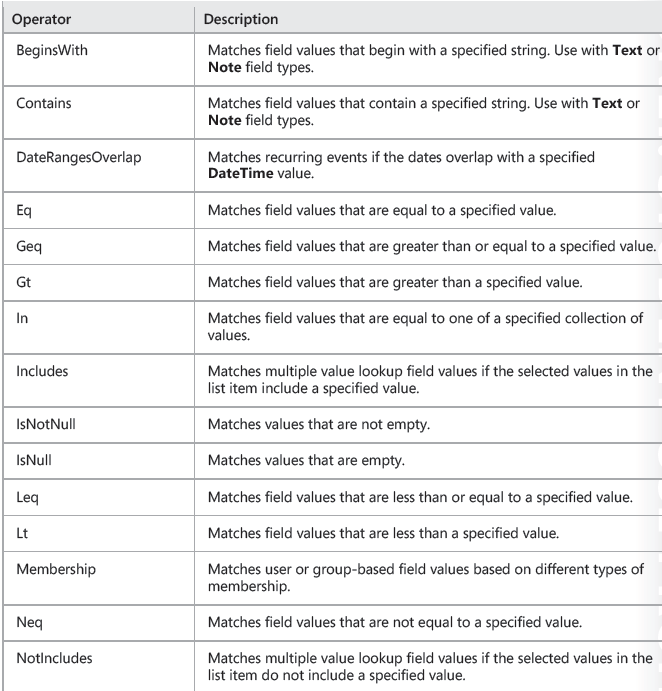 Operator Description
BeginsWith Matches field values that begin with a specified string. Use with Text or
Note field types.
Contains Matches field values that contain a specified string. Use with Text or
Note field types.
DateRangesOverlap Matches recurring events if the dates overlap with a specified
DateTime value.
Eq Matches field values that are equal to a specified value.
Geq Matches field values that are greater than or equal to a specified value.
Gt Matches field values that are greater than a specified value.
In Matches field values that are equal to one of a specified collection of
values.
Includes Matches multiple value lookup field values if the selected values in the
list item include a specified value.
IsNotNull Matches values that are not empty.
IsNull Matches values that are empty.
Leq Matches field values that are less than or equal to a specified value.
Lt Matches field values that are less than a specified value.
Membership Matches user or group-based field values based on different types of
membership.
Neq Matches field values that are not equal to a specified value.
NotIncludes Matches multiple value lookup field values if the selected values in the
list item do not include a specified value.